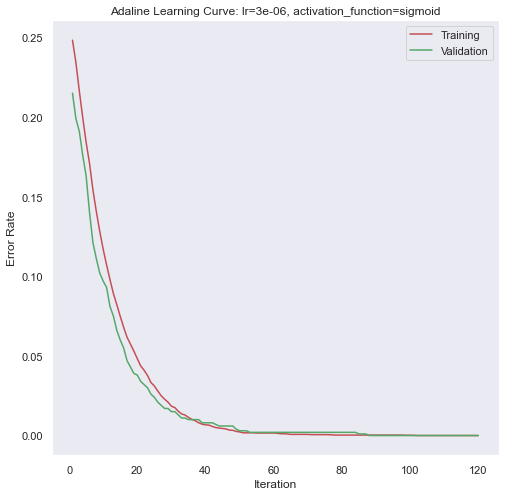 Adaline Learning Curve: lr=3e-06, activation_function=sigmoid
Training
Validation
0.25
0.20
0.15
0.10
0.05
0.00
Error Rate
0 20 40 60 80 100 120
Iteration